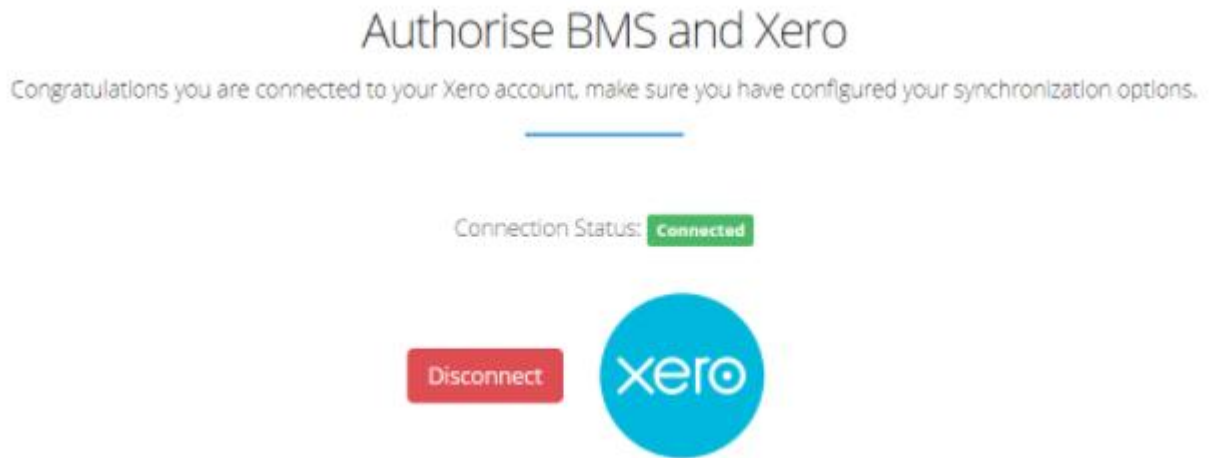 Authorise BMS and Xero
Congratulations you are connected to your Xero account, make sure you have configured your synchronization options.
Connection Status: Connected
Disconnect
xero